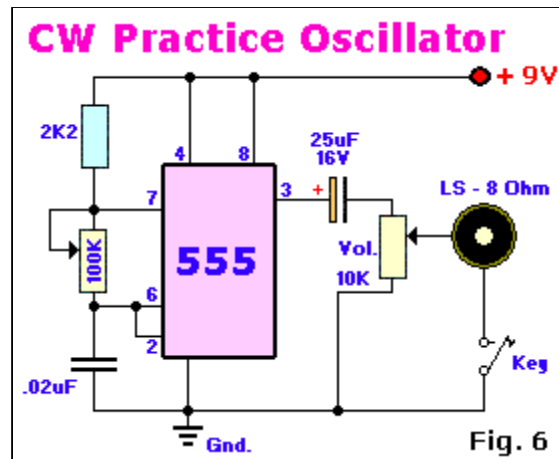 CW Practice Oscillator
+ 9V
2K2
4
8
25uF
16V
3
+
LS - 8 Ohm
7
100K
555
Vol.
10K
6
2
.02uF
Key
Gnd.
Fig. 6